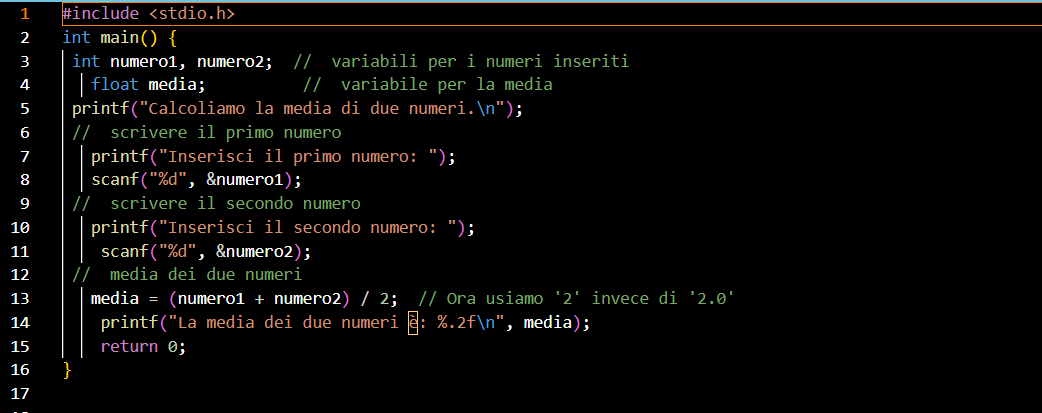 1 #include <stdio.h>
2 int main() {
3 int numero1, numero2; // variabili per i numeri inseriti
4 float media; // variabile per la media
5 printf("Calcoliamo la media di due numeri.\n");
6 // scrivere il primo numero
7 printf("Inserisci il primo numero: ");
8 scanf("%d", &numero1);
9 // scrivere il secondo numero
10 printf("Inserisci il secondo numero: ");
11 scanf("%d", &numero2);
12 // media dei due numeri
13 media = (numero1 + numero2) / 2; // Ora usiamo '2' invece di '2.0'
14 printf("La media dei due numeri è: %.2f\n", media);
15 return 0;
16 }
17